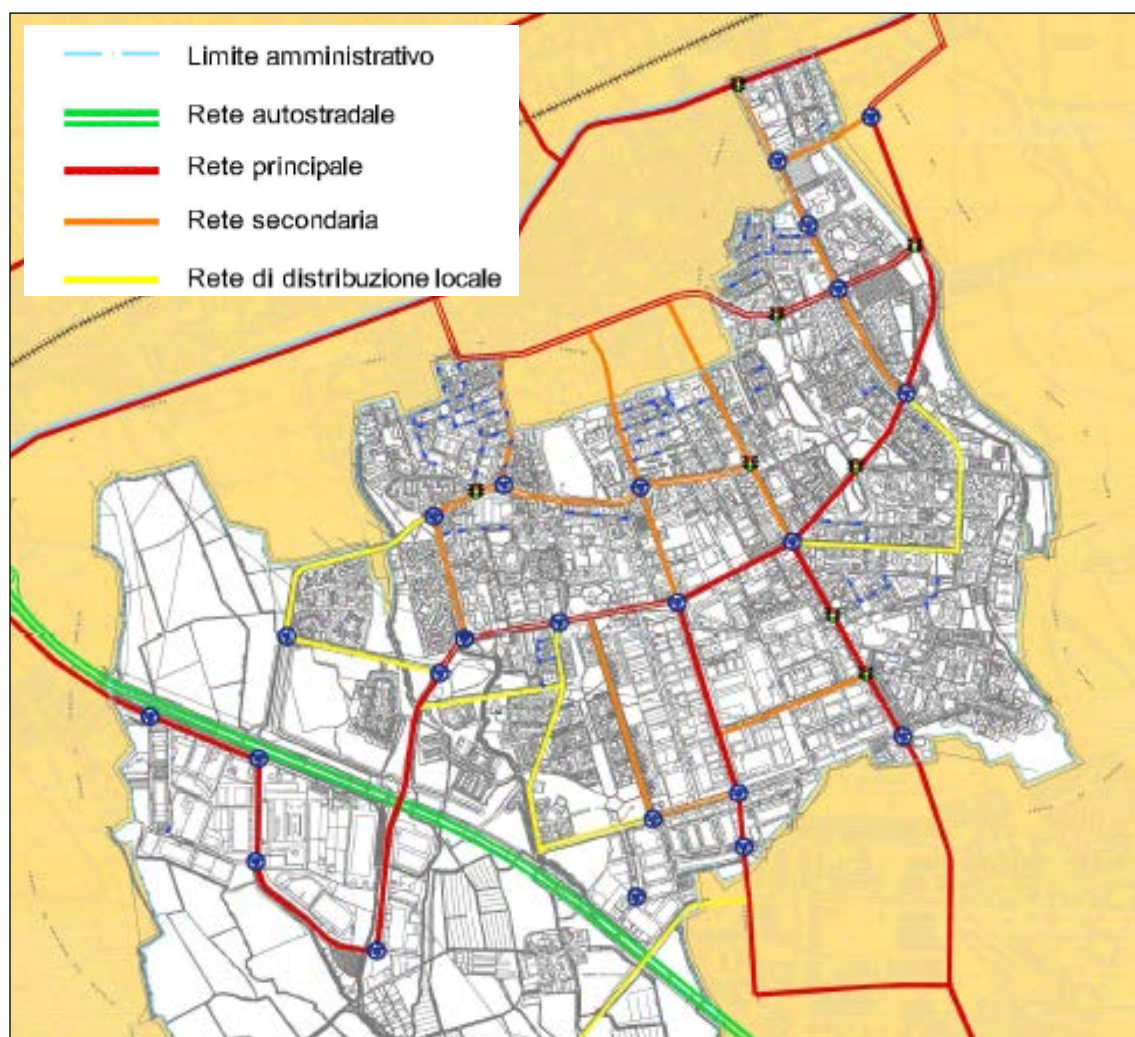 Limite amministrativo
Rete autostradale
Rete principale
Rete secondaria
Rete di distribuzione locale